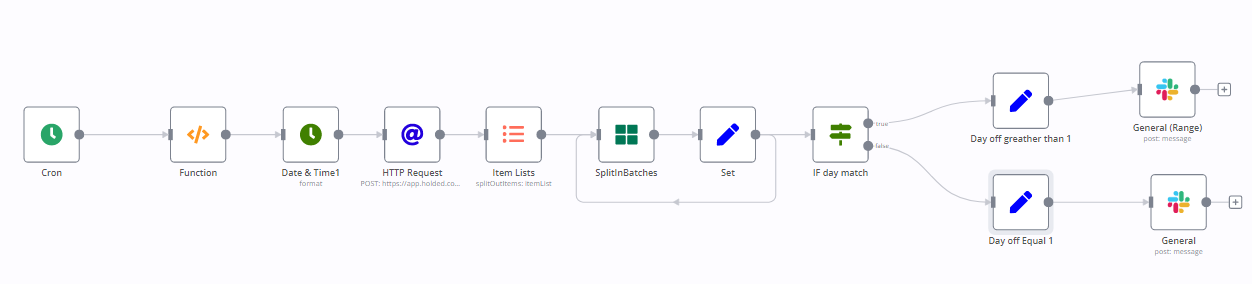 Cron
Function
Date & Time1
format
HTTP Request
POST: https://app.holded.co...
Item Lists
splitOutItems: itemList
SplitInBatches
Set
IF day match
true
false
Day off greather than 1
General (Range)
post: message
Day off Equal 1
General
post: message